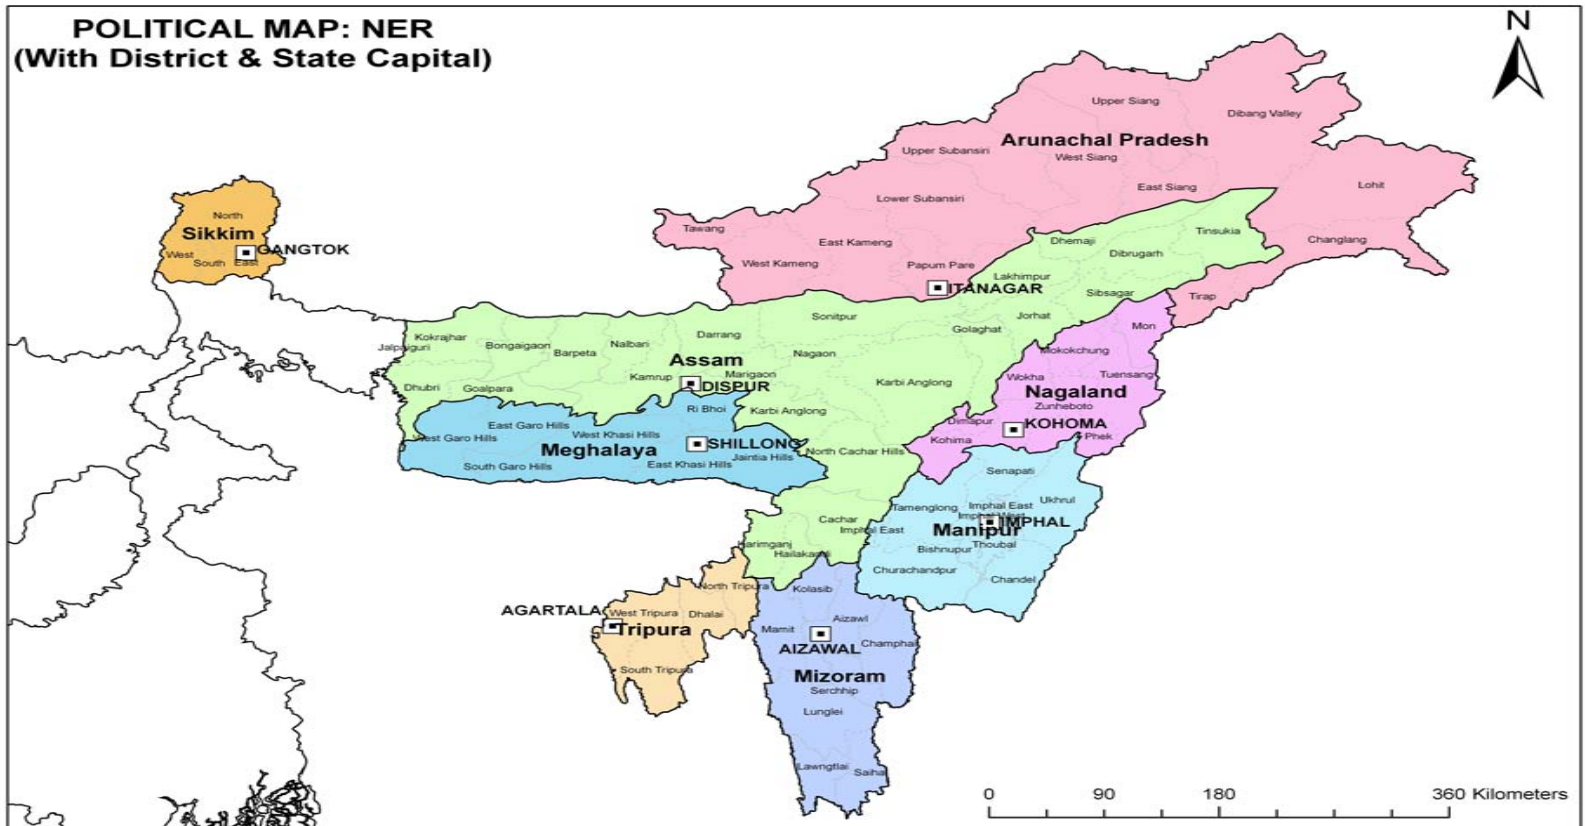 POLITICAL MAP: NER
(With District & State Capital)
N
Upper Siang
Dibang Valley
Arunachal Pradesh
Upper Subansiri
West Siang
East Siang
Lohit
Lower Subansiri
North
Sikkim
GANGTOK
West
South
East
Tawang
East Kameng
West Kameng
Papum Pare
ITANAGAR
Dhemaji
Tinsukia
Dibrugarh
Changlang
Lakhimpur
Sibsagar
Tirap
Sonitpur
Jorhat
Golaghat
Mon
Kokrajhar
Jalpaiguri
Bongaigaon
Barpeta
Nalbari
Darrang
Assam
Nagaon
Mokokchung
Kamrup
Marigaon
DISPUR
Karbi Anglong
Wokha
Tuensang
Nagaland
Zunheboto
Dhubri
Goalpara
Ri Bhoi
Karbi Anglong
Dimapur
KOHOMA
Kohima
Phek
East Garo Hills
West Garo Hills
West Khasi Hills
Meghalaya
SHILLONG
South Garo Hills
East Khasi Hills
Jaintia Hills
North Cachar Hills
Senapati
Ukhrul
Tamenglong
Imphal East
Imphal West
IMPHAL
Manipur
Cachar
Imphal East
Thoubal
Bishnupur
Karimganj
Hailakandi
Churachandpur
Chandel
North Tripura
Kolasib
AGARTALA
West Tripura
Dhalai
Tripura
Aizawl
Mamit
Champhai
AIZAWAL
South Tripura
Mizoram
Serchhip
Lunglei
Lawngtlai
Saiha
0 90 180 360 Kilometers